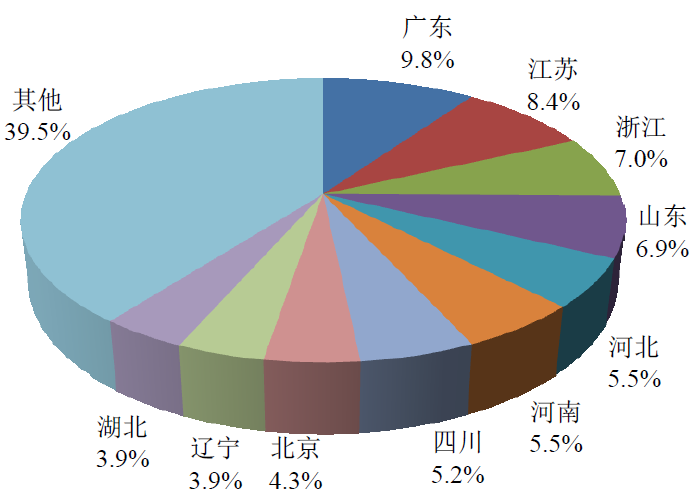 广东
9.8%
江苏
8.4%
浙江
7.0%
山东
6.9%
河北
5.5%
河南
5.5%
四川
5.2%
北京
4.3%
辽宁
3.9%
湖北
3.9%
其他
39.5%